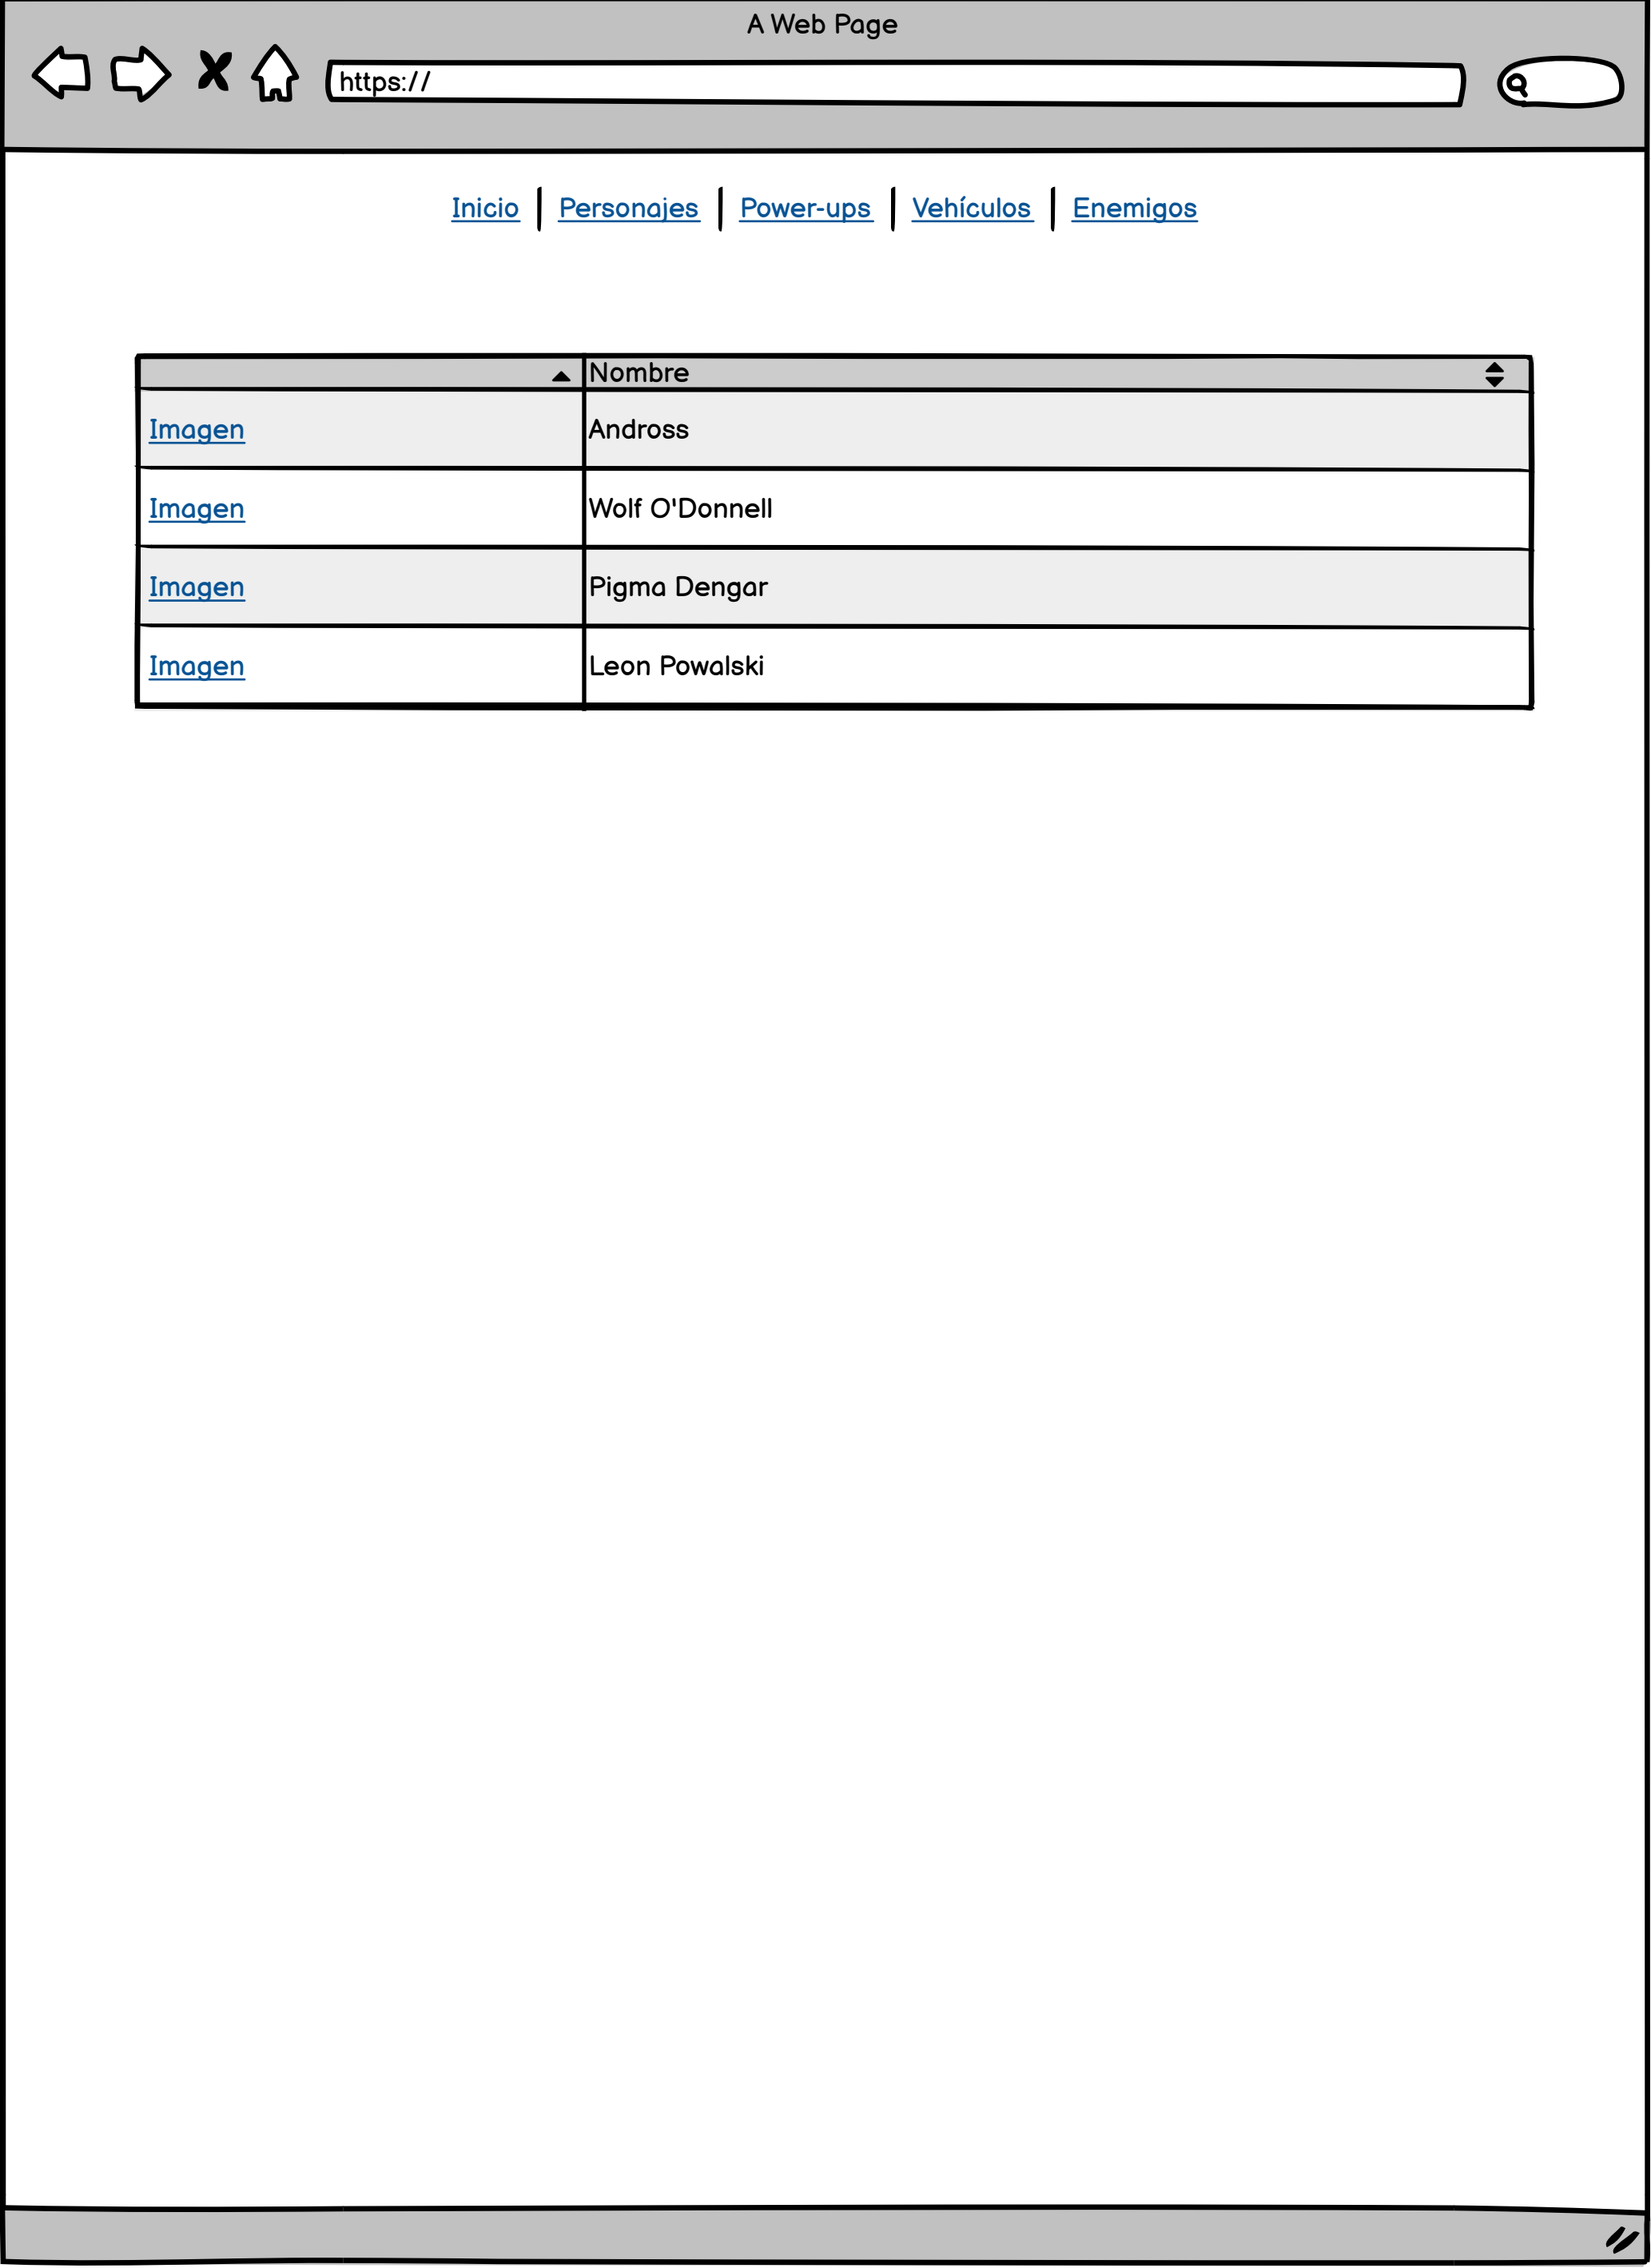 A Web Page
https://
Inicio Personajes Power-ups Vehículos Enemigos
Nombre
Imagen Andross
Imagen Wolf O'Donnell
Imagen Pigma Dengar
Imagen Leon Powalski